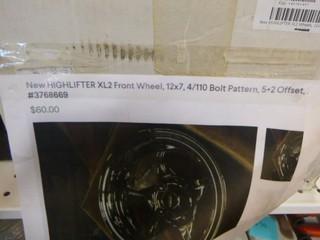 New HIGHLIFTER XL2 Front Wheel, 12x7, 4/110 Bolt Pattern, 5+2 Offset,
#3768669
$60.00